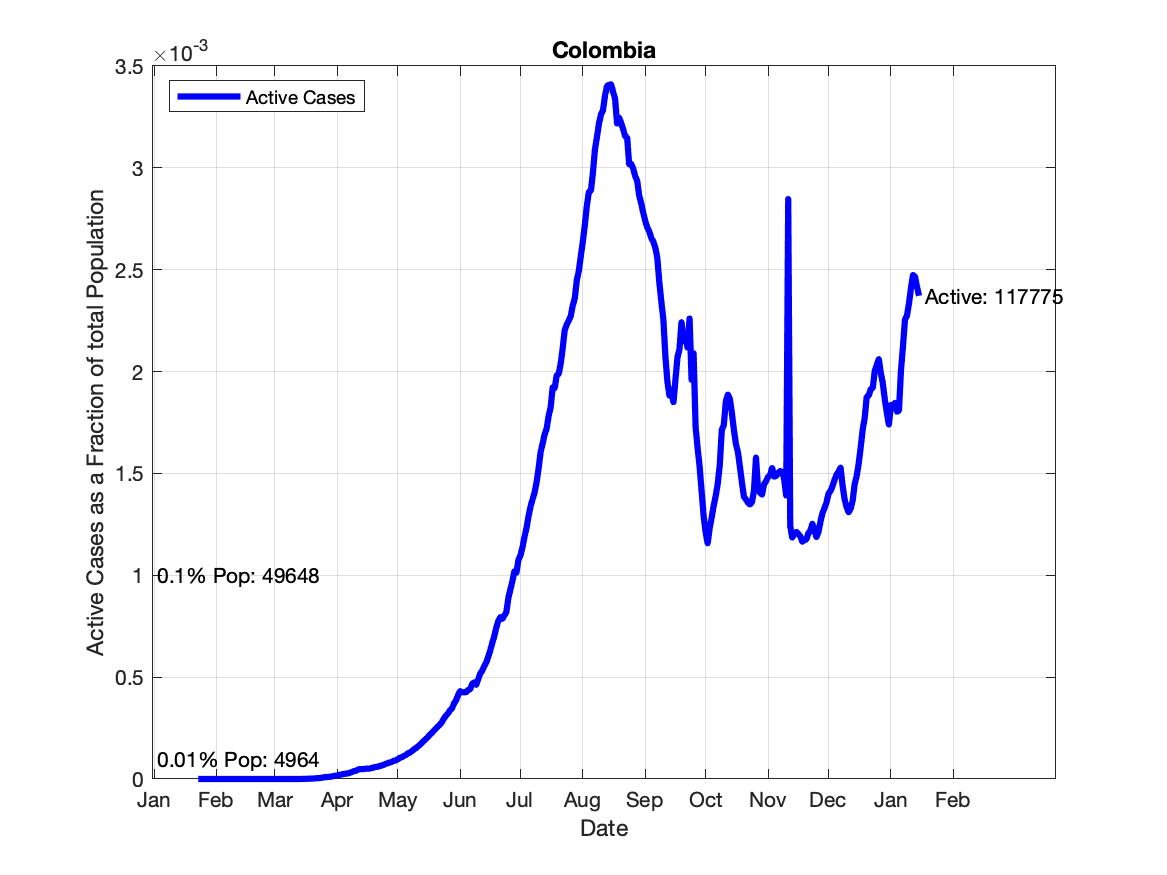 Colombia
×10-3
Active Cases
3.5
3
2.5
2
1.5
1
0.5
0
Active Cases as a Fraction of total Population
Active: 117775
0.1% Pop: 49648
0.01% Pop: 4964
Jan Feb Mar Apr May Jun Jul Aug Sep Oct Nov Dec Jan Feb
Date